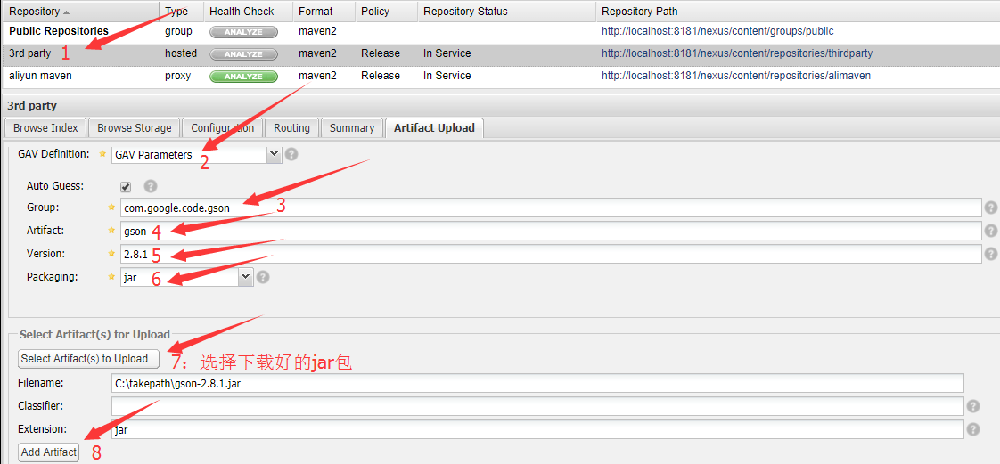 Repository Type Health Check Format Policy Repository Status Repository Path
Public Repositories group ANALYZE maven2 http://localhost:8181/nexus/content/groups/public
3rd party 1 hosted ANALYZE maven2 Release In Service http://localhost:8181/nexus/content/repositories/thirdparty
aliyun maven proxy ANALYZE maven2 Release In Service http://localhost:8181/nexus/content/repositories/alimaven
3rd party
Browse Index Browse Storage Configuration Routing Summary Artifact Upload
GAV Definition: GAV Parameters ? 2
Auto Guess: ?
Group: com.google.code.gson 3 ?
Artifact: gson 4 ?
Version: 2.8.1 5 ?
Packaging: jar 6 ?
Select Artifact(s) for Upload
Select Artifact(s) to Upload... 7：选择下载好的jar包
Filename: C:\fakepath\gson-2.8.1.jar
Classifier: ?
Extension: jar ?
Add Artifact 8